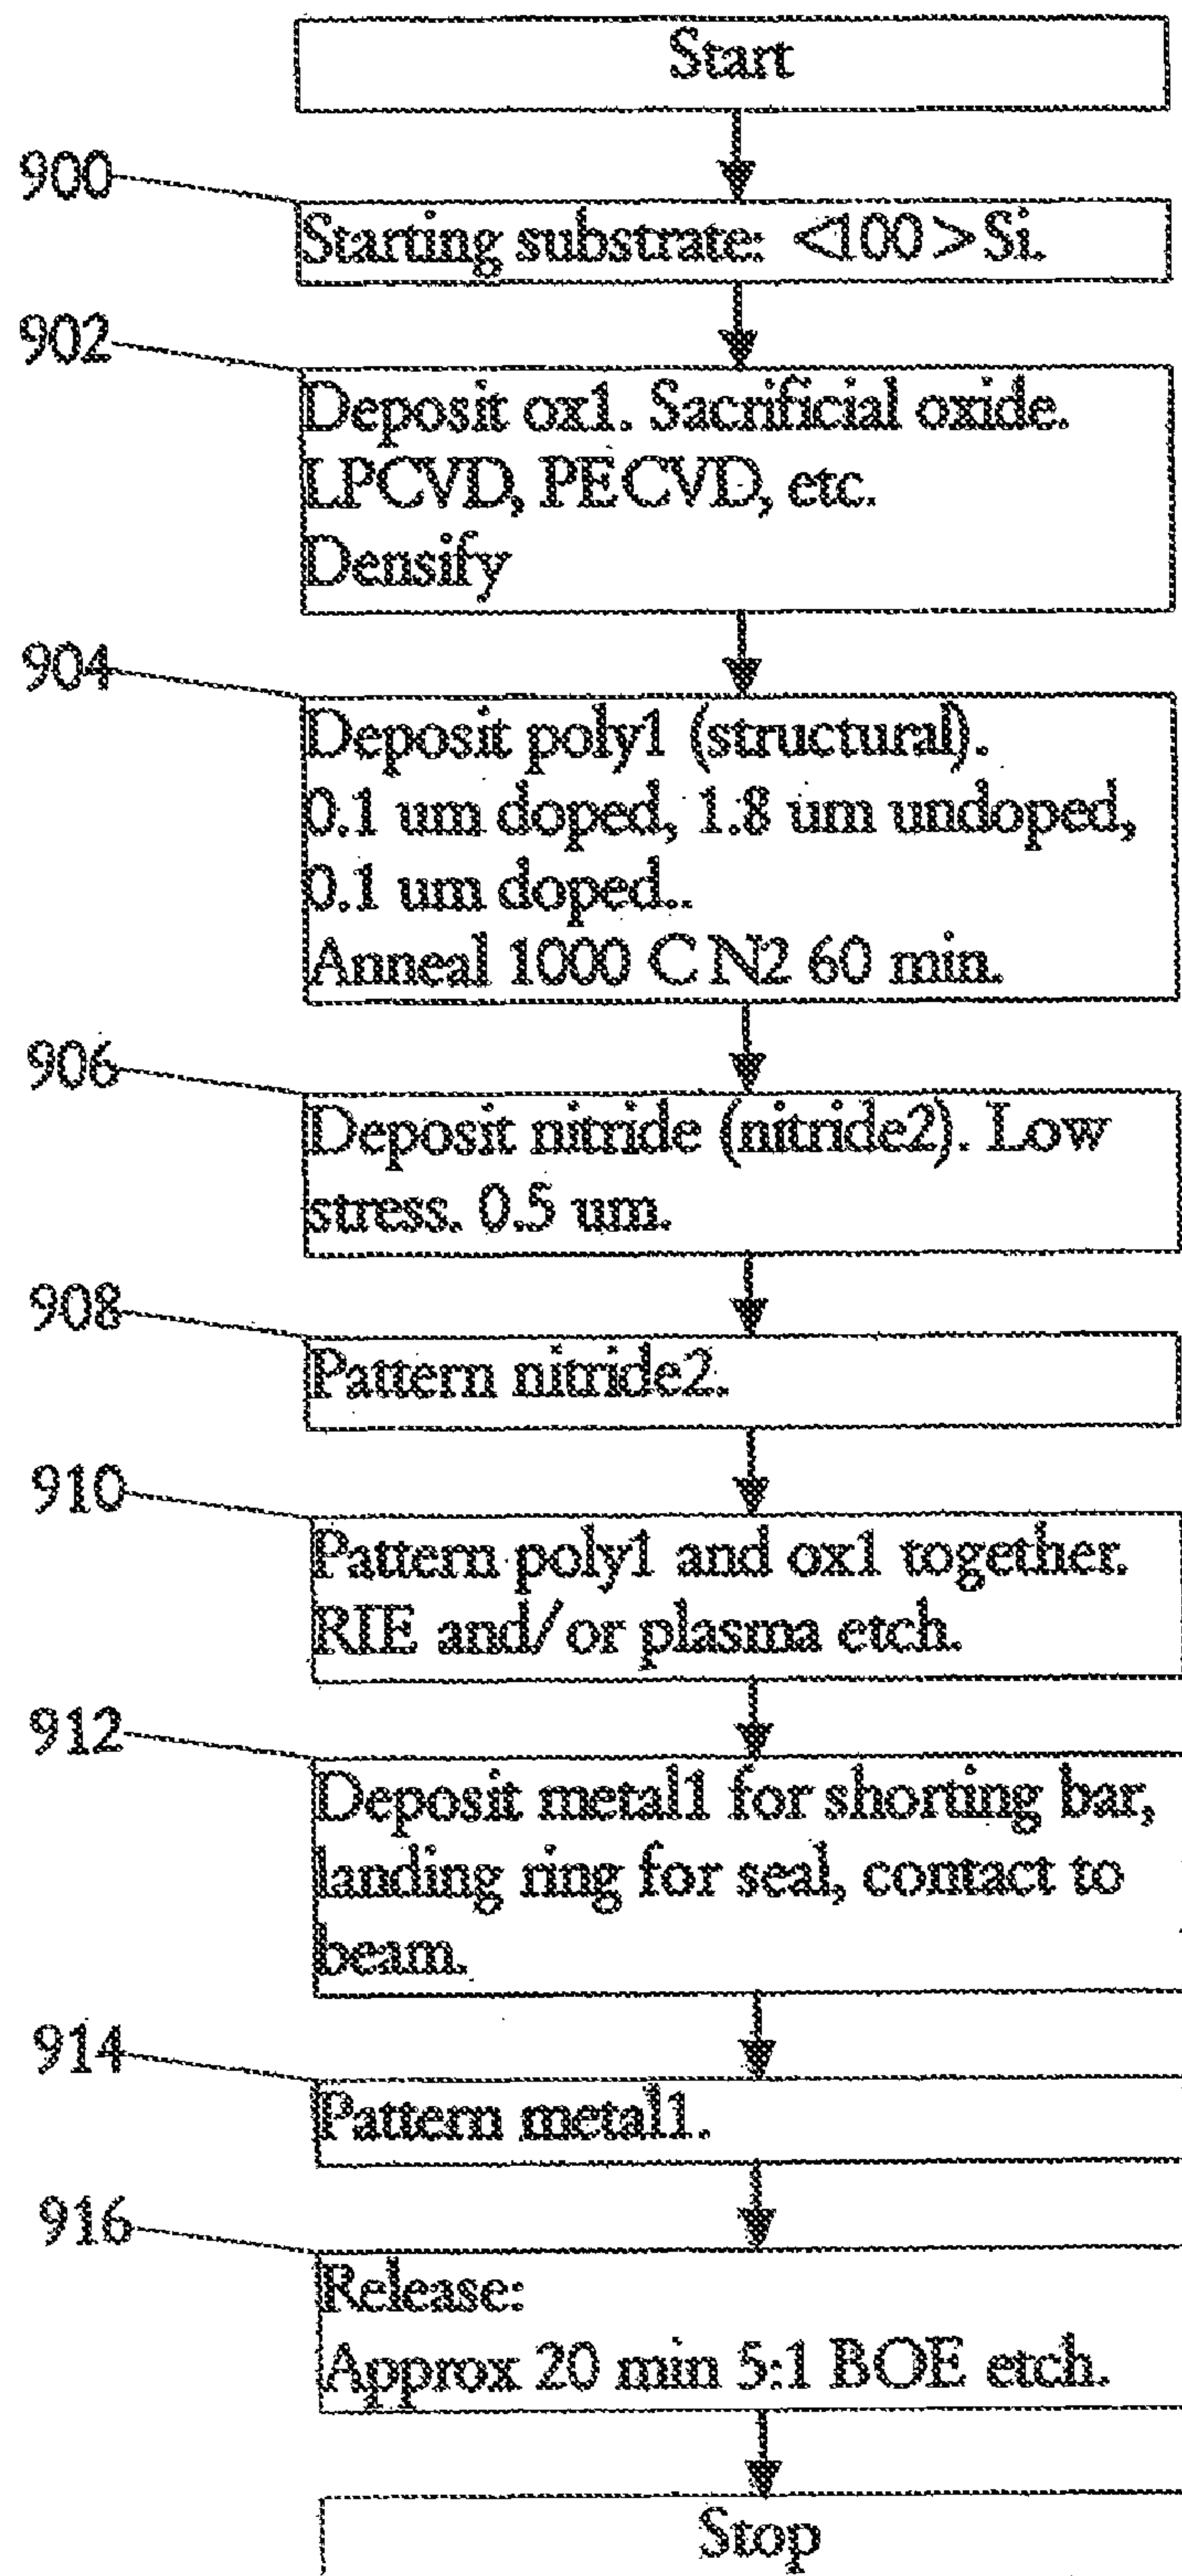 Start
900
Starting substrate: <100> Si.
902
Deposit ox1. Sacrificial oxide.
LPCVD, PECVD, etc.
Densify
904
Deposit poly1 (structural).
0.1 um doped, 1.8 um undoped,
0.1 um doped..
Anneal 1000 C N2 60 min.
906
Deposit nitride (nitride2). Low
stress. 0.5 um.
908
Pattern nitride2.
910
Pattern poly1 and ox1 together.
RIE and/or plasma etch.
912
Deposit metal1 for shorting bar,
landing ring for seal, contact to
beam.
914
Pattern metal1.
916
Release:
Approx 20 min 5:1 BOE etch.
Stop